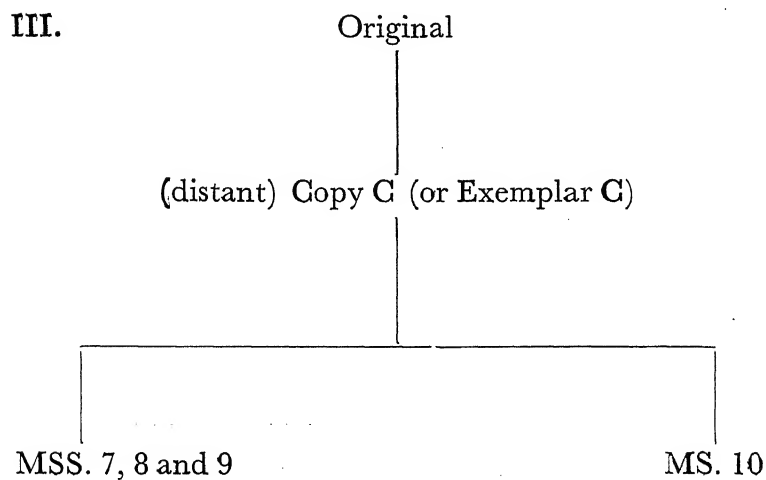 III.
Original
(distant) Copy C (or Exemplar C)
MSS. 7, 8 and 9
MS. 10